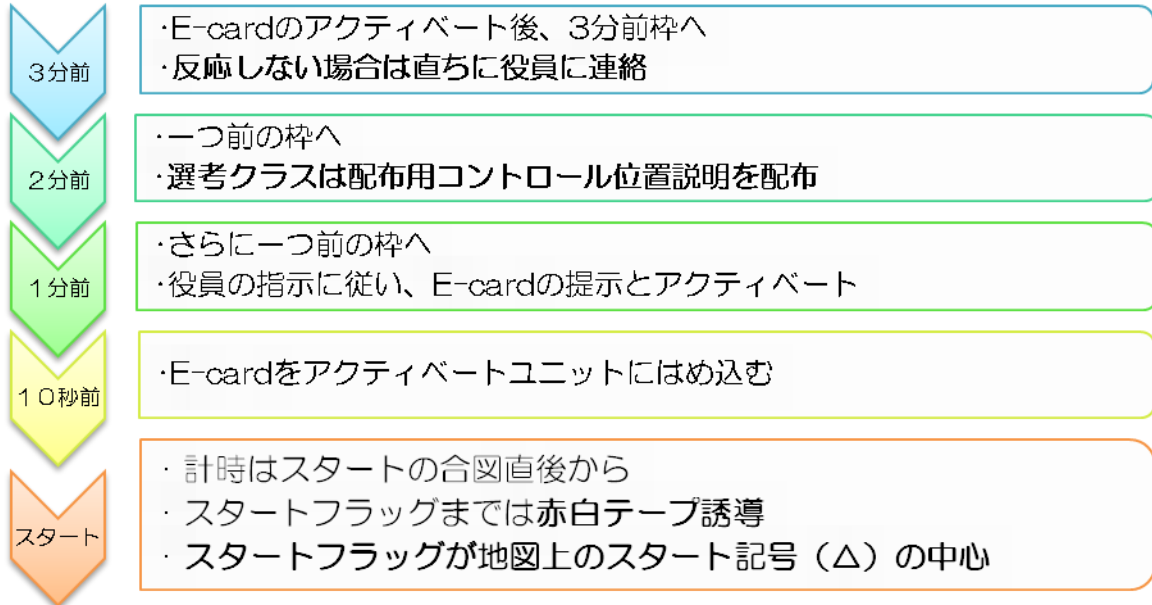 3分前
・E-cardのアクティベート後、3分前枠へ
・反応しない場合は直ちに役員に連絡
2分前
・一つ前の枠へ
・選考クラスは配布用コントロール位置説明を配布
1分前
・さらに一つ前の枠へ
・役員の指示に従い、E-cardの提示とアクティベート
10秒前
・E-cardをアクティベートユニットにはめ込む
スタート
・計時はスタートの合図直後から
・スタートフラッグまでは赤白テープ誘導
・スタートフラッグが地図上のスタート記号（△）の中心